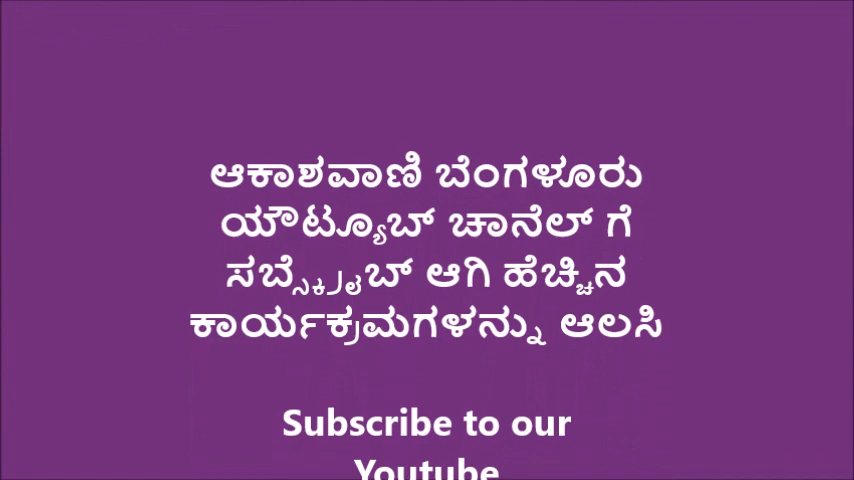 ಆಕಾಶವಾಣಿ ಬೆಂಗಳೂರು
ಯೌಟ್ಯೂಬ್ ಚಾನೆಲ್ ಗೆ
ಸಬ್ಸ್ಕ್ರೈಬ್ ಆಗಿ ಹೆಚ್ಚಿನ
ಕಾರ್ಯಕ್ರಮಗಳನ್ನು ಆಲಸಿ
Subscribe to our
Youtube